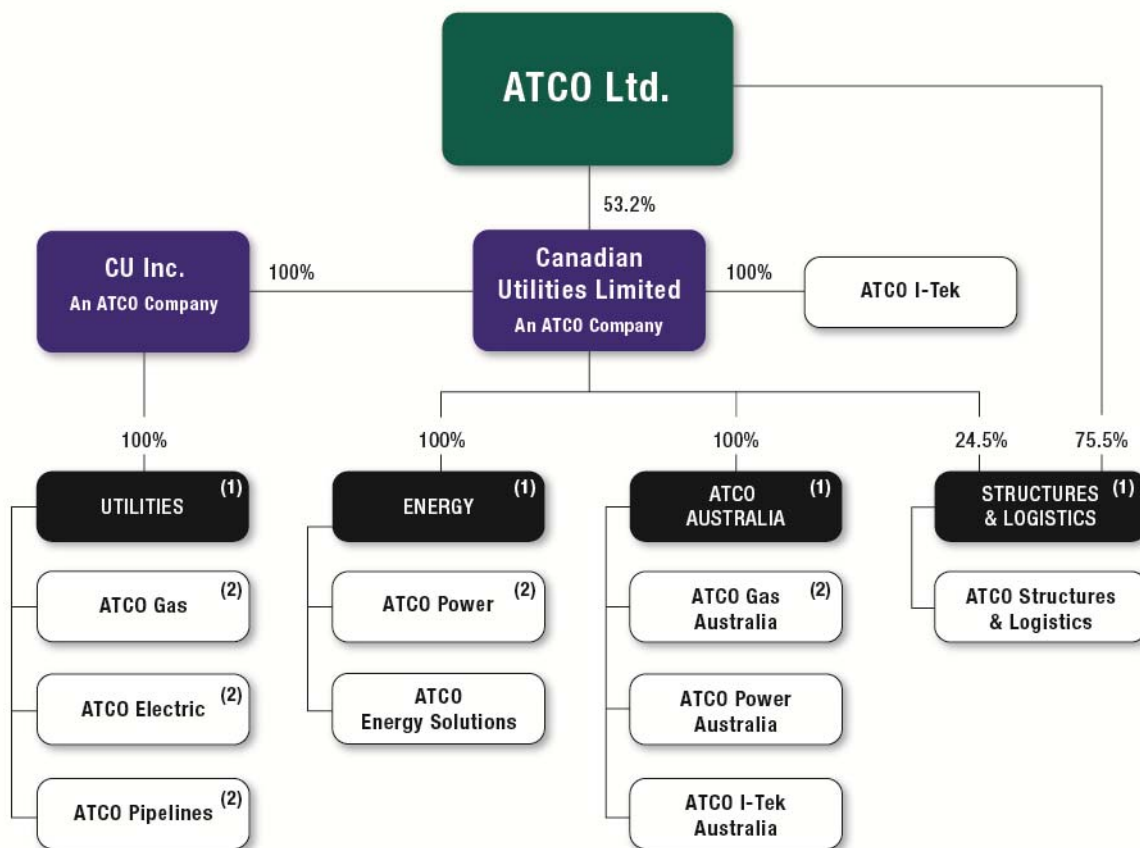 ATCO Ltd.
53.2%
CU Inc.
An ATCO Company
100%
Canadian
Utilities Limited
An ATCO Company
100%
ATCO I-Tek
100%
100%
100%
24.5%
75.5%
UTILITIES (1)
ENERGY (1)
ATCO (1)
AUSTRALIA
STRUCTURES (1)
& LOGISTICS
ATCO Gas (2)
ATCO Power (2)
ATCO Gas (2)
Australia
ATCO Structures
& Logistics
ATCO Electric (2)
ATCO
Energy Solutions
ATCO Power
Australia
ATCO Pipelines (2)
ATCO I-Tek
Australia